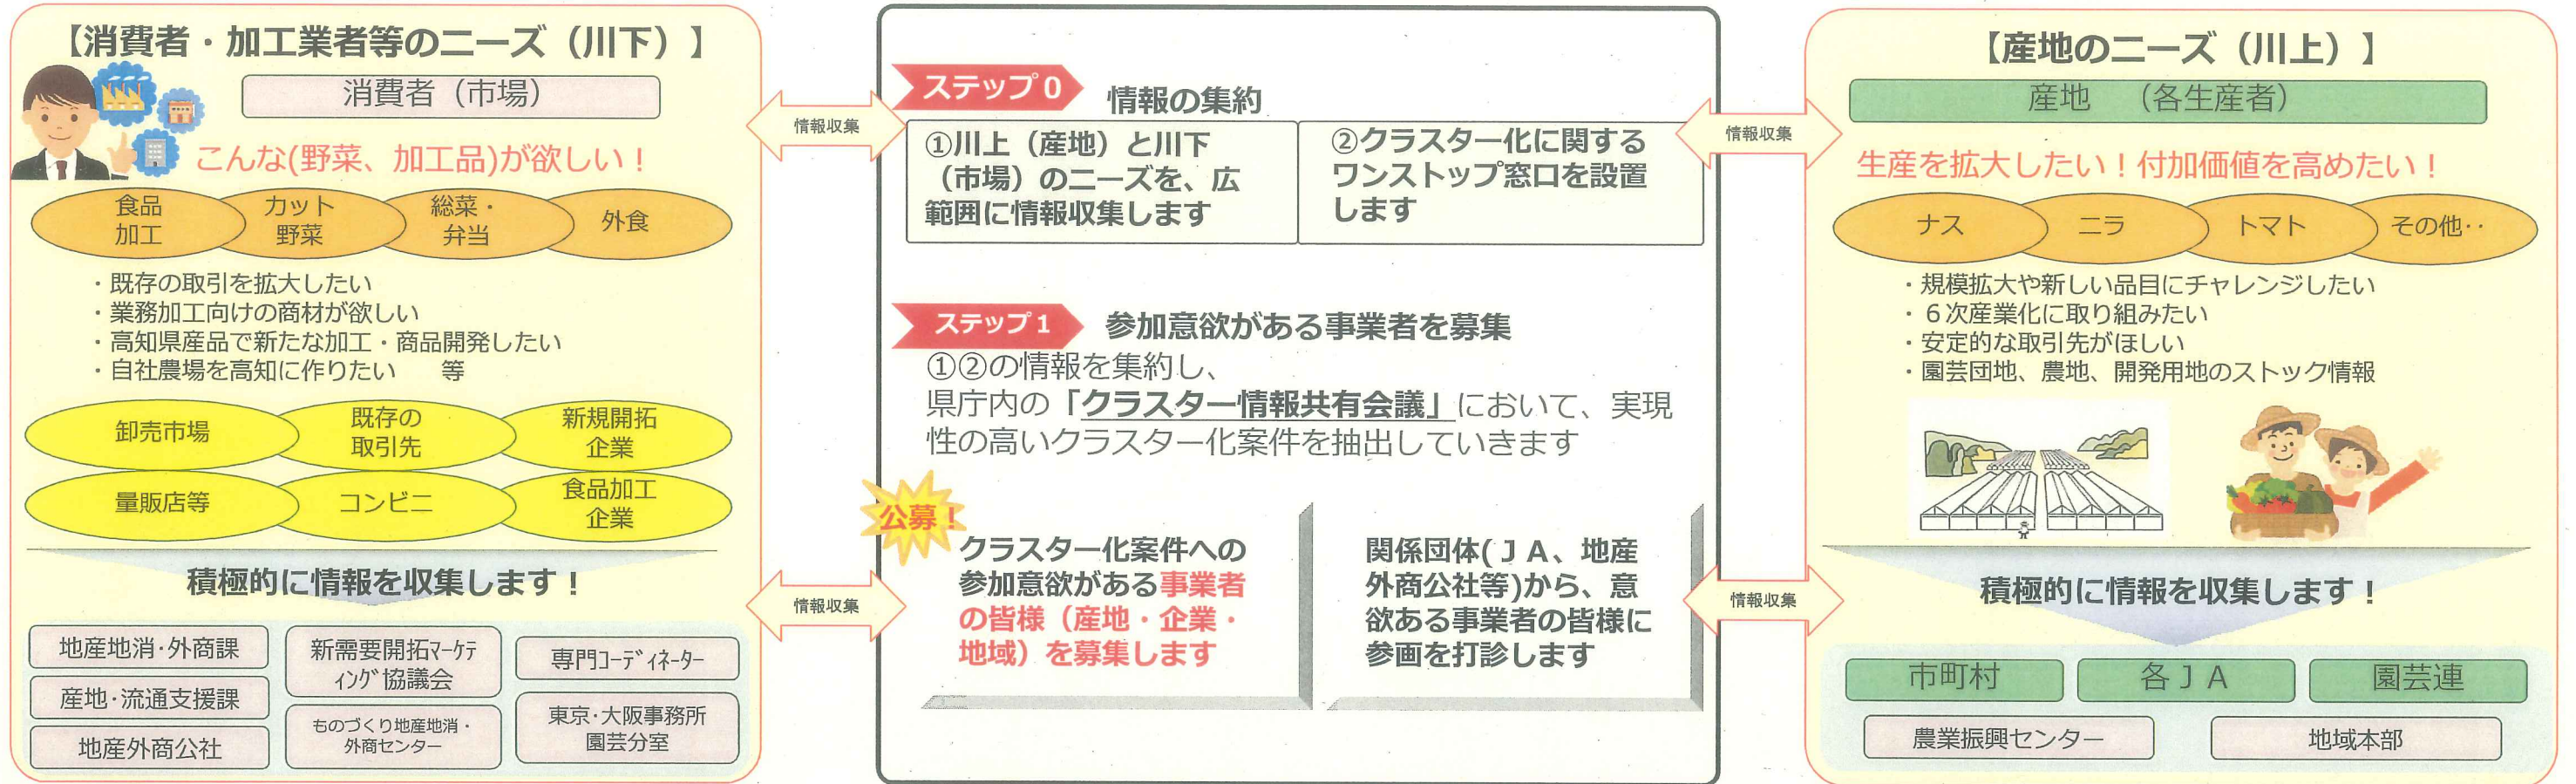 【消費者・加工業者等のニーズ（川下）】
消費者（市場）
こんな(野菜、加工品)が欲しい！
食品
加工
カット
野菜
総菜・
弁当
外食
・既存の取引を拡大したい
・業務加工向けの商材が欲しい
・高知県産品で新たな加工・商品開発したい
・自社農場を高知に作りたい　等
卸売市場
既存の
取引先
新規開拓
企業
量販店等
コンビニ
食品加工
企業
積極的に情報を収集します！
地産地消・外商課
産地・流通支援課
地産外商公社
新需要開拓ﾏｰｹﾃ
ｨﾝｸﾞ協議会
ものづくり地産地消・
外商センター
専門ｺｰﾃﾞｨﾈｰﾀｰ
東京・大阪事務所
園芸分室
情報収集
情報収集
ステップ０
情報の集約
①川上（産地）と川下
（市場）のニーズを、広
範囲に情報収集します
②クラスター化に関する
ワンストップ窓口を設置
します
ステップ１
参加意欲がある事業者を募集
①②の情報を集約し、
県庁内の「クラスター情報共有会議」において、実現
性の高いクラスター化案件を抽出していきます
公募！
クラスター化案件への
参加意欲がある事業者
の皆様（産地・企業・
地域）を募集します
関係団体(ＪＡ、地産
外商公社等)から、意
欲ある事業者の皆様に
参画を打診します
情報収集
情報収集
【産地のニーズ（川上）】
産地　（各生産者）
生産を拡大したい！付加価値を高めたい！
ナス
ニラ
トマト
その他‥
・規模拡大や新しい品目にチャレンジしたい
・６次産業化に取り組みたい
・安定的な取引先がほしい
・園芸団地、農地、開発用地のストック情報
積極的に情報を収集します！
市町村
各ＪＡ
園芸連
農業振興センター
地域本部